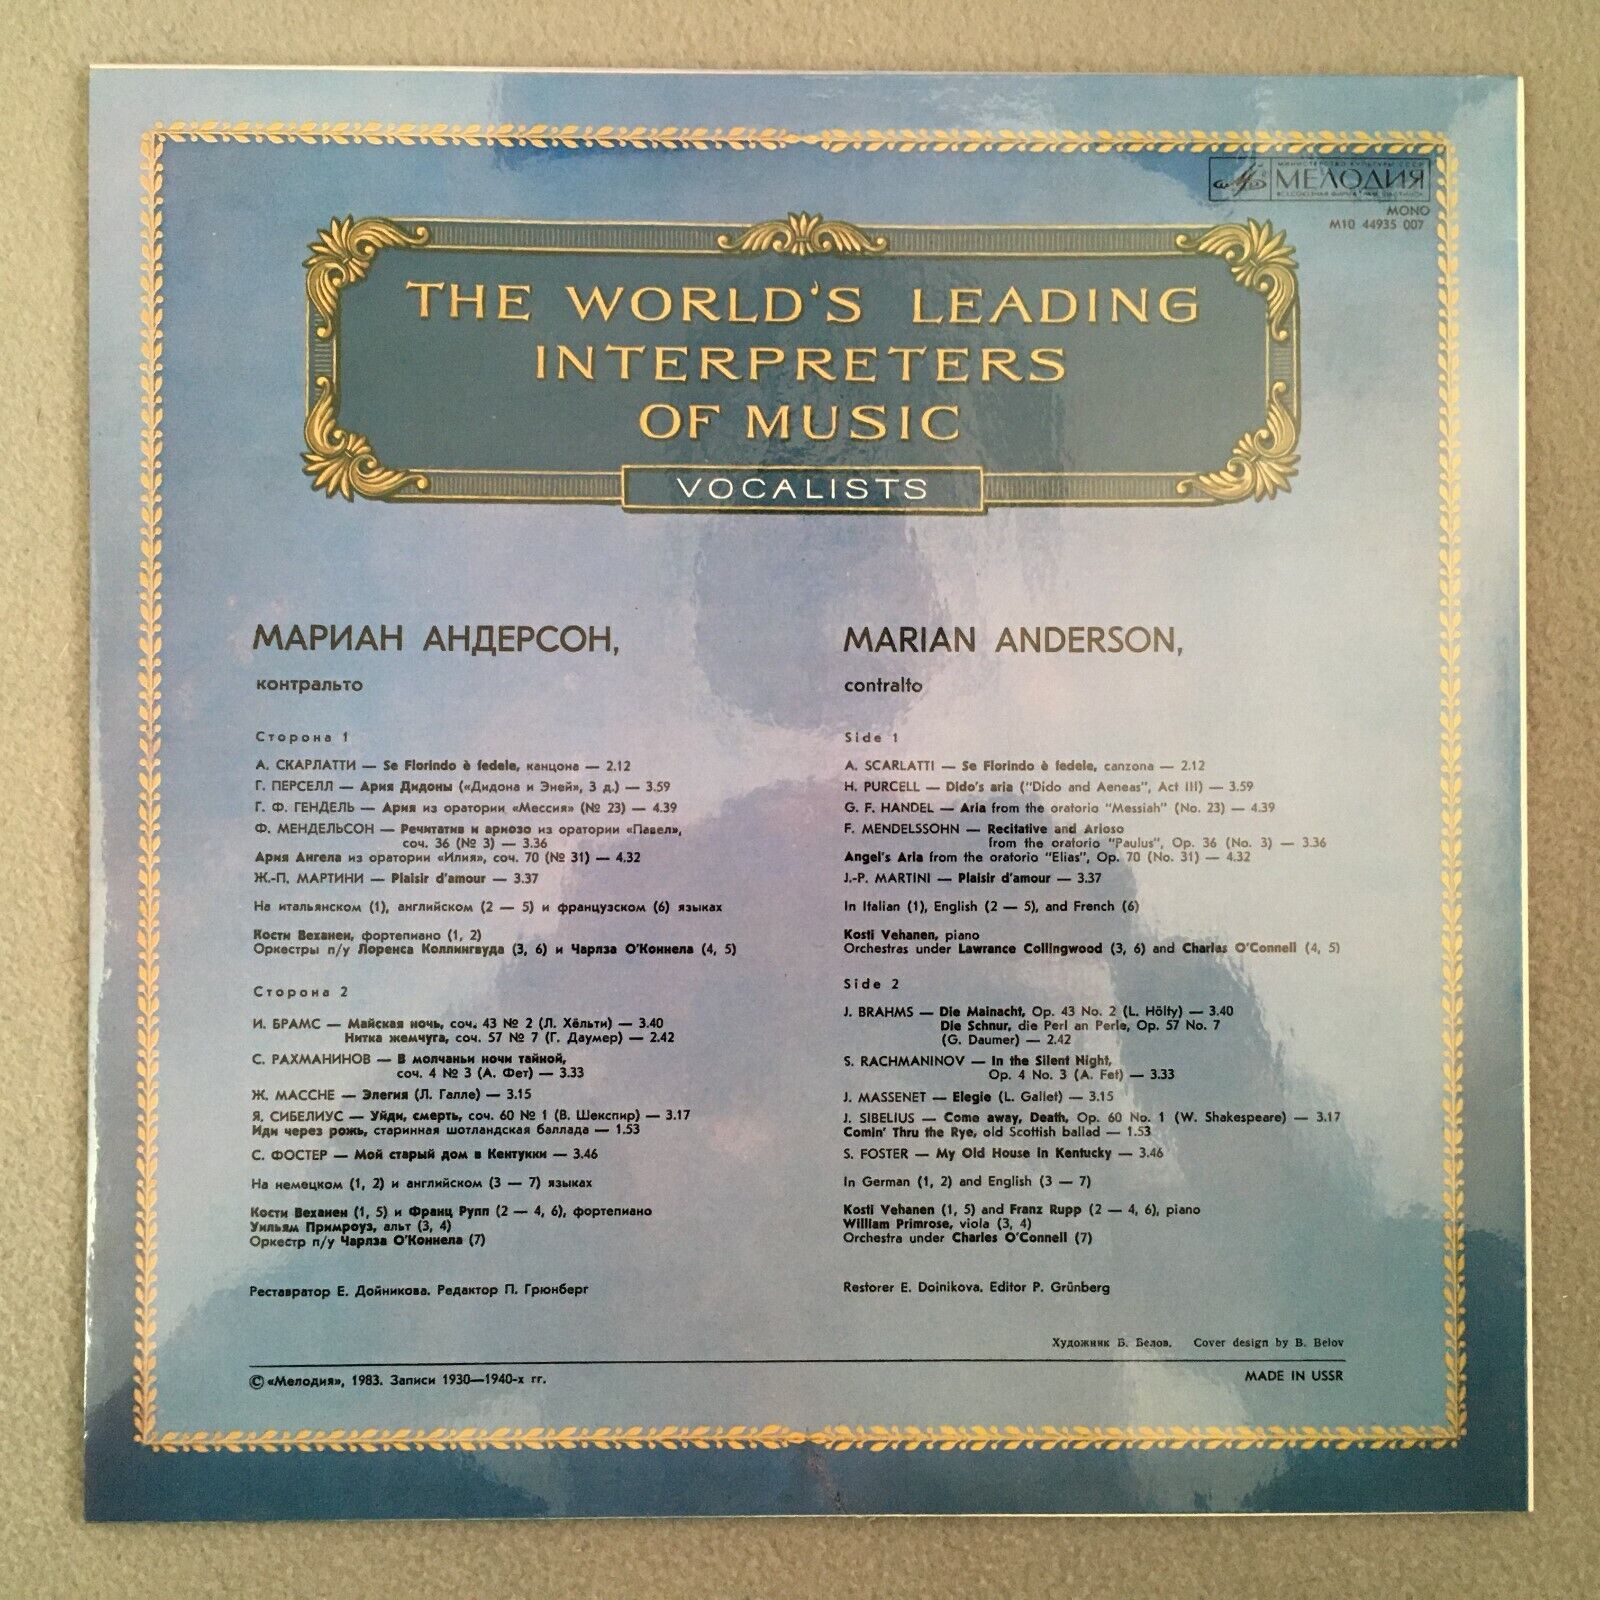 МИНИСТЕРСТВО КУЛЬТУРЫ СССР
МЕЛОДИЯ
MONO
М10 44935 007
THE WORLD'S LEADING
INTERPRETERS
OF MUSIC
VOCALISTS
МАРИАН АНДЕРСОН,
контральто
Сторона 1
А. СКАРЛАТТИ — Se Florindo è fedele, канцона — 2.12
Г. ПЕРСЕЛЛ — Ария Дидоны («Дидона и Эней», 3 д.) — 3.59
Г. Ф. ГЕНДЕЛЬ — Ария из оратории «Мессия» (№ 23) — 4.39
Ф. МЕНДЕЛЬСОН — Речитатив и ариозо из оратории «Павел»,
соч. 36 (№ 3) — 3.36
Ария Ангела из оратории «Илия», соч. 70 (№ 31) — 4.32
Ж.-П. МАРТИНИ — Plaisir d'amour — 3.37
На итальянском (1), английском (2 — 5) и французском (6) языках
Кости Веханен, фортепиано (1, 2)
Оркестры п/у Лоренса Коллингвуда (3, 6) и Чарлза О'Коннела (4, 5)
Сторона 2
И. БРАМС — Майская ночь, соч. 43 № 2 (Л. Хёльти) — 3.40
Нитка жемчуга, соч. 57 № 7 (Г. Даумер) — 2.42
С. РАХМАНИНОВ — В молчаньи ночи тайной,
соч. 4 № 3 (А. Фет) — 3.33
Ж. МАССНЕ — Элегия (Л. Галле) — 3.15
Я. СИБЕЛИУС — Уйди, смерть, соч. 60 № 1 (В. Шекспир) — 3.17
Иди через рожь, старинная шотландская баллада — 1.53
С. ФОСТЕР — Мой старый дом в Кентукки — 3.46
На немецком (1, 2) и английском (3 — 7) языках
Кости Веханен (1, 5) и Франц Рупп (2 — 4, 6), фортепиано
Уильям Примроуз, альт (3, 4)
Оркестр п/у Чарлза О'Коннела (7)
Реставратор Е. Дойникова. Редактор П. Грюнберг
MARIAN ANDERSON,
contralto
Side 1
A. SCARLATTI — Se Florindo è fedele, canzona — 2.12
H. PURCELL — Dido's aria ("Dido and Aeneas", Act III) — 3.59
G. F. HANDEL — Aria from the oratorio "Messiah" (No. 23) — 4.39
F. MENDELSSOHN — Recitative and Arioso
from the oratorio "Paulus", Op. 36 (No. 3) — 3.36
Angel's Aria from the oratorio "Elias", Op. 70 (No. 31) — 4.32
J.-P. MARTINI — Plaisir d'amour — 3.37
In Italian (1), English (2 — 5), and French (6)
Kosti Vehanen, piano
Orchestras under Lawrance Collingwood (3, 6) and Charles O'Connell (4, 5)
Side 2
J. BRAHMS — Die Mainacht, Op. 43 No. 2 (L. Hölty) — 3.40
Die Schnur, die Perl an Perle, Op. 57 No. 7
(G. Daumer) — 2.42
S. RACHMANINOV — In the Silent Night,
Op. 4 No. 3 (A. Fet) — 3.33
J. MASSENET — Elegie (L. Gallet) — 3.15
J. SIBELIUS — Come away, Death, Op. 60 No. 1 (W. Shakespeare) — 3.17
Comin' Thru the Rye, old Scottish ballad — 1.53
S. FOSTER — My Old House in Kentucky — 3.46
In German (1, 2) and English (3 — 7)
Kosti Vehanen (1, 5) and Franz Rupp (2 — 4, 6), piano
William Primrose, viola (3, 4)
Orchestra under Charles O'Connell (7)
Restorer E. Doinikova. Editor P. Grünberg
Художник Б. Белов. Cover design by B. Belov
© «Мелодия», 1983. Записи 1930—1940-х гг.
MADE IN USSR